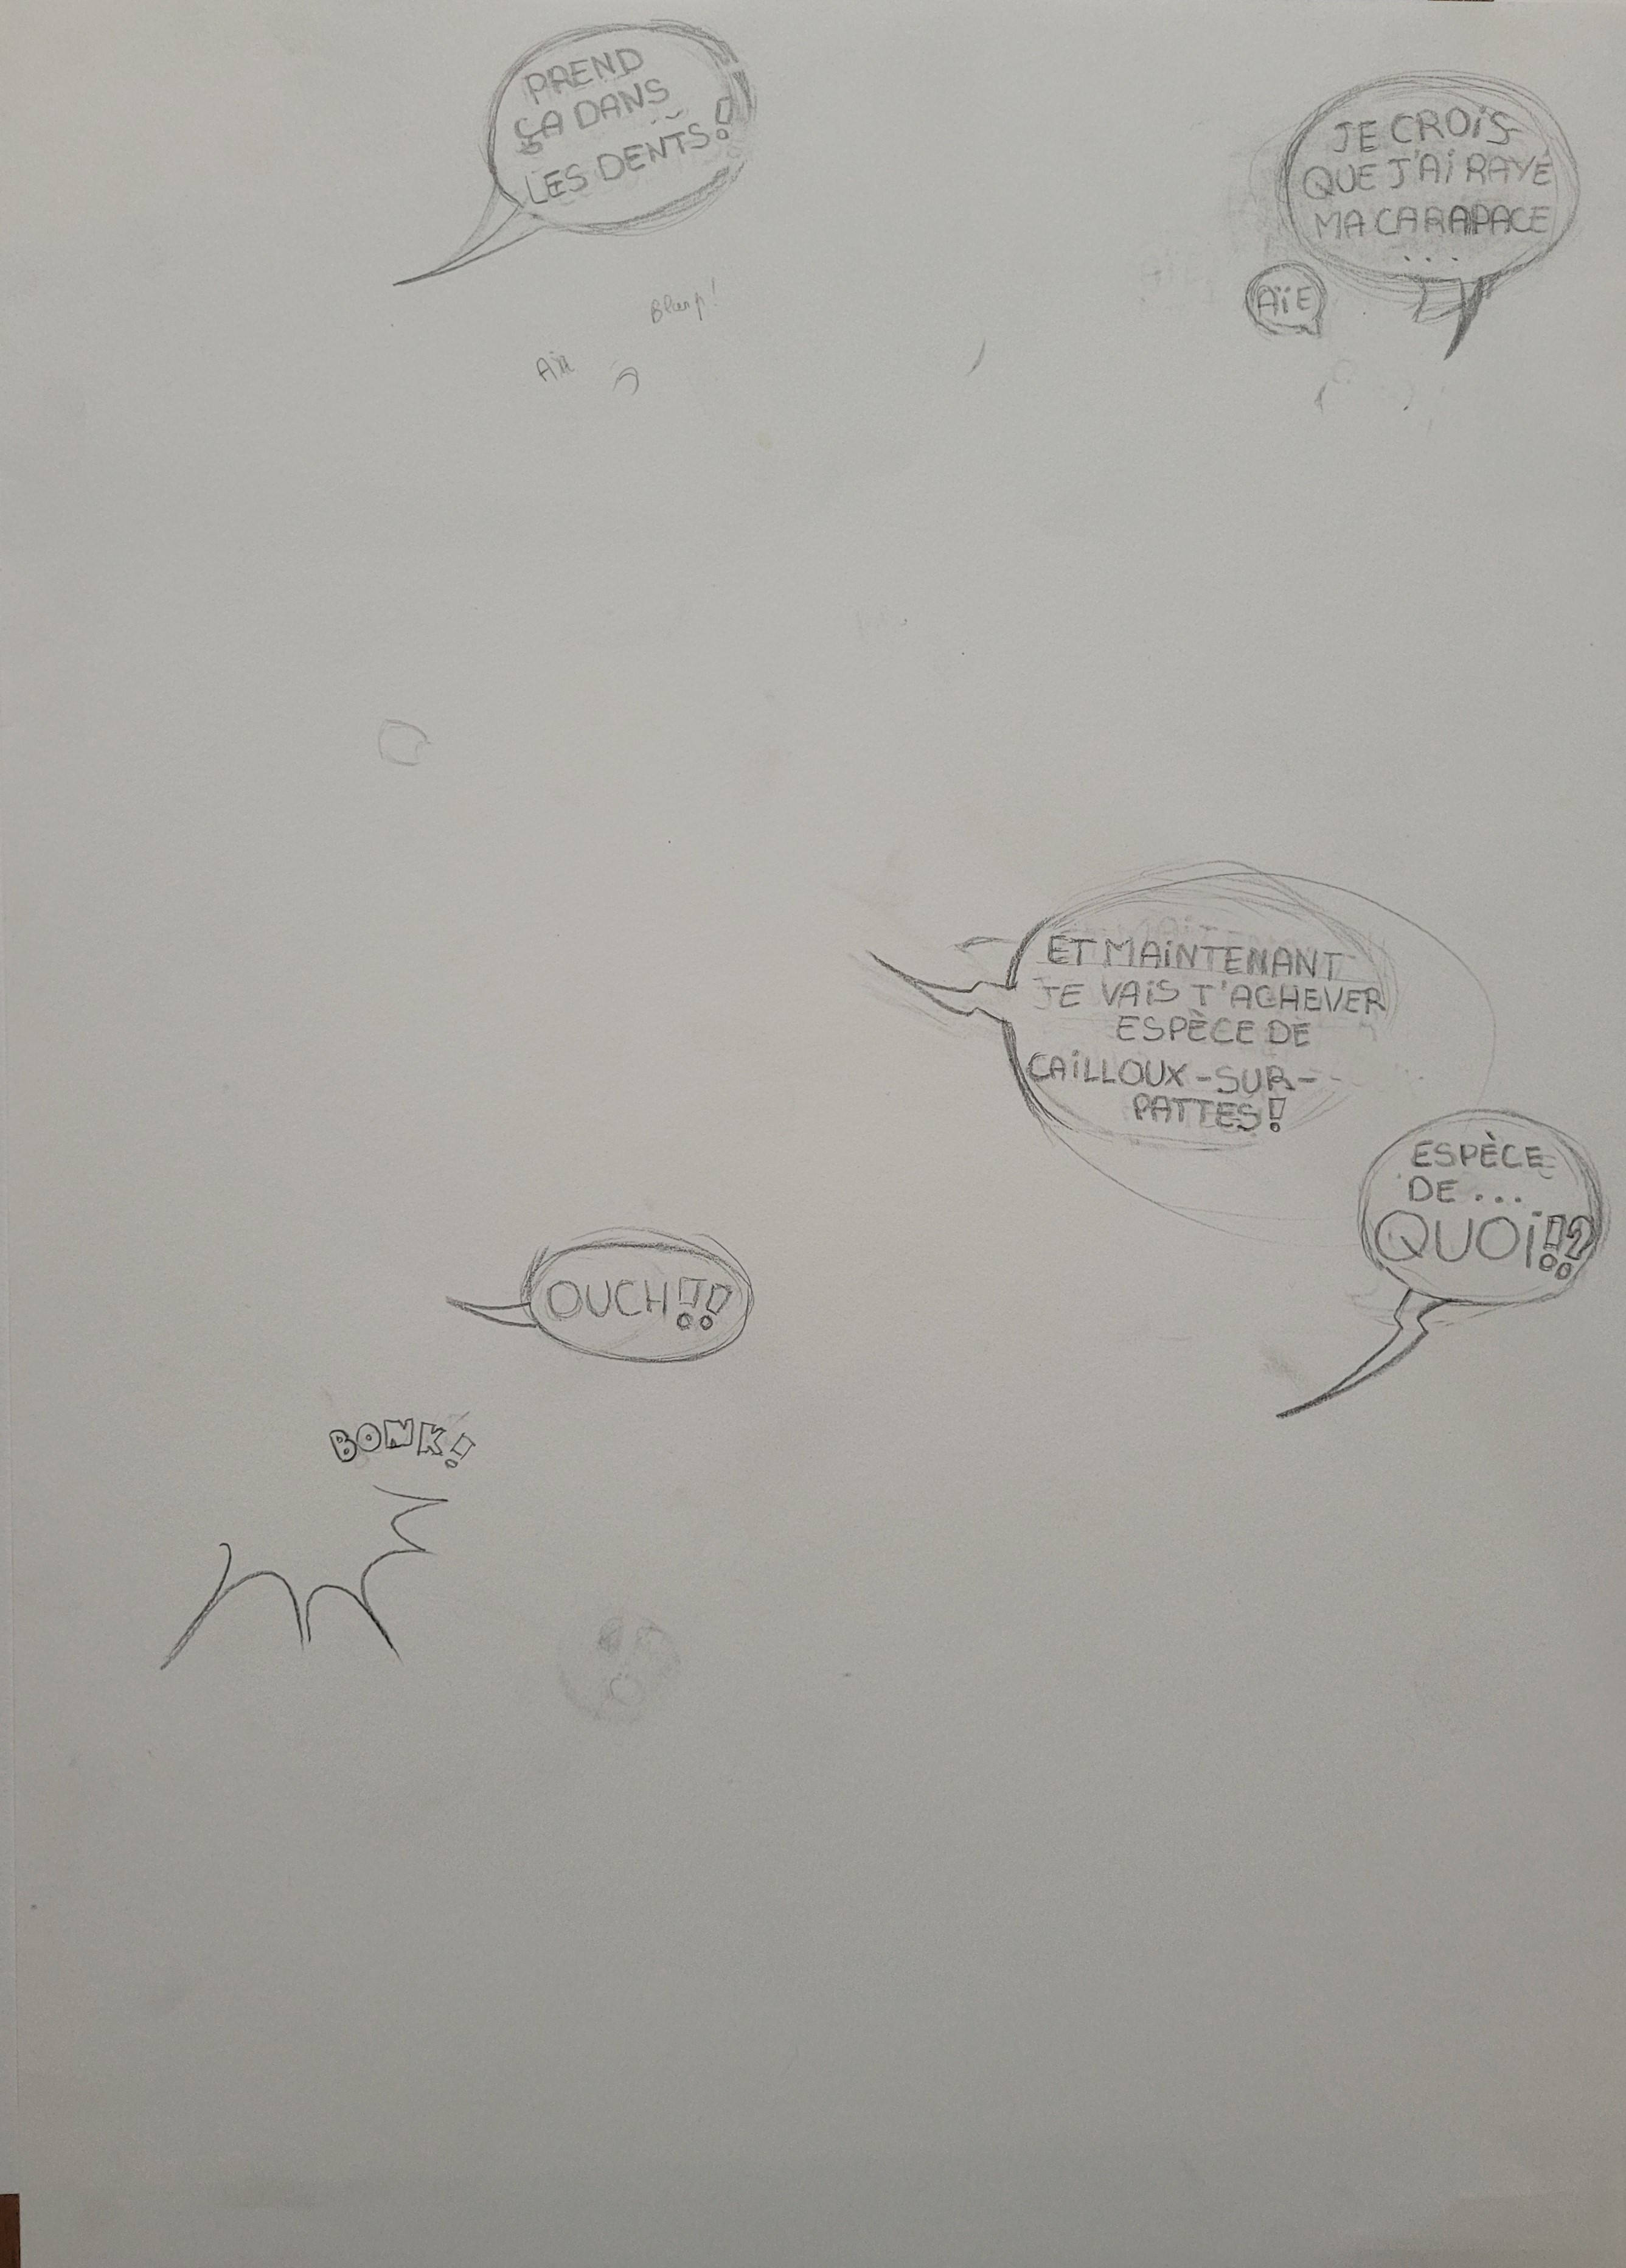 PREND
ÇA DANS
LES DENTS!
JE CROIS
QUE J'AI RAYÉ
MA CARAPACE
...
AÏE
Aïe
ET MAINTENANT
JE VAIS T'ACHEVER
ESPÈCE DE
CAILLOUX-SUR-
PATTES!
ESPÈCE
DE...
QUOI!?
OUCH!!
BONK!